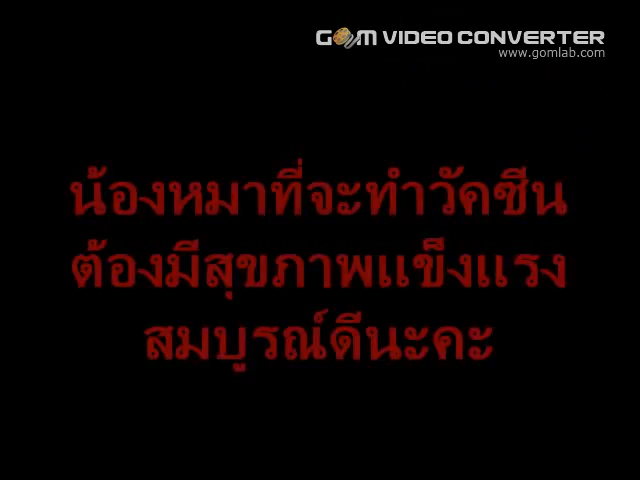 GOM VIDEO CONVERTER
www.gomlab.com
น้องหมาที่จะทำวัคซีน
ต้องมีสุขภาพแข็งแรง
สมบูรณ์ดีนะคะ